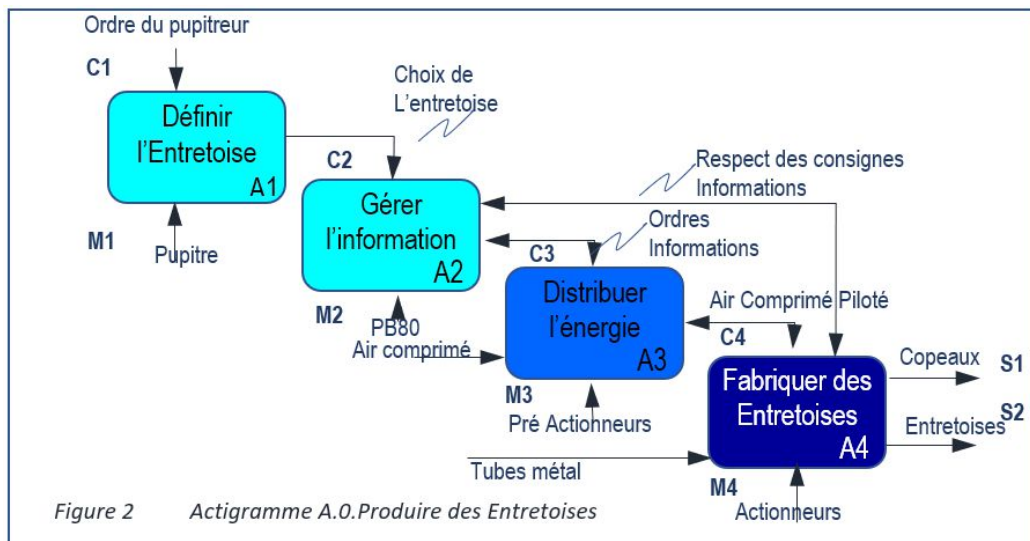 Ordre du pupitreur
C1
Définir
l'Entretoise
A1
Choix de
L'entretoise
C2
M1
Pupitre
Gérer
l'information
A2
Respect des consignes
Informations
Ordres
Informations
C3
M2
PB80
Air comprimé
Distribuer
l'énergie
A3
Air Comprimé Piloté
C4
M3
Pré Actionneurs
Fabriquer des
Entretoises
A4
Copeaux
S1
Entretoises
S2
Tubes métal
M4
Actionneurs
Figure 2 Actigramme A.0.Produire des Entretoises